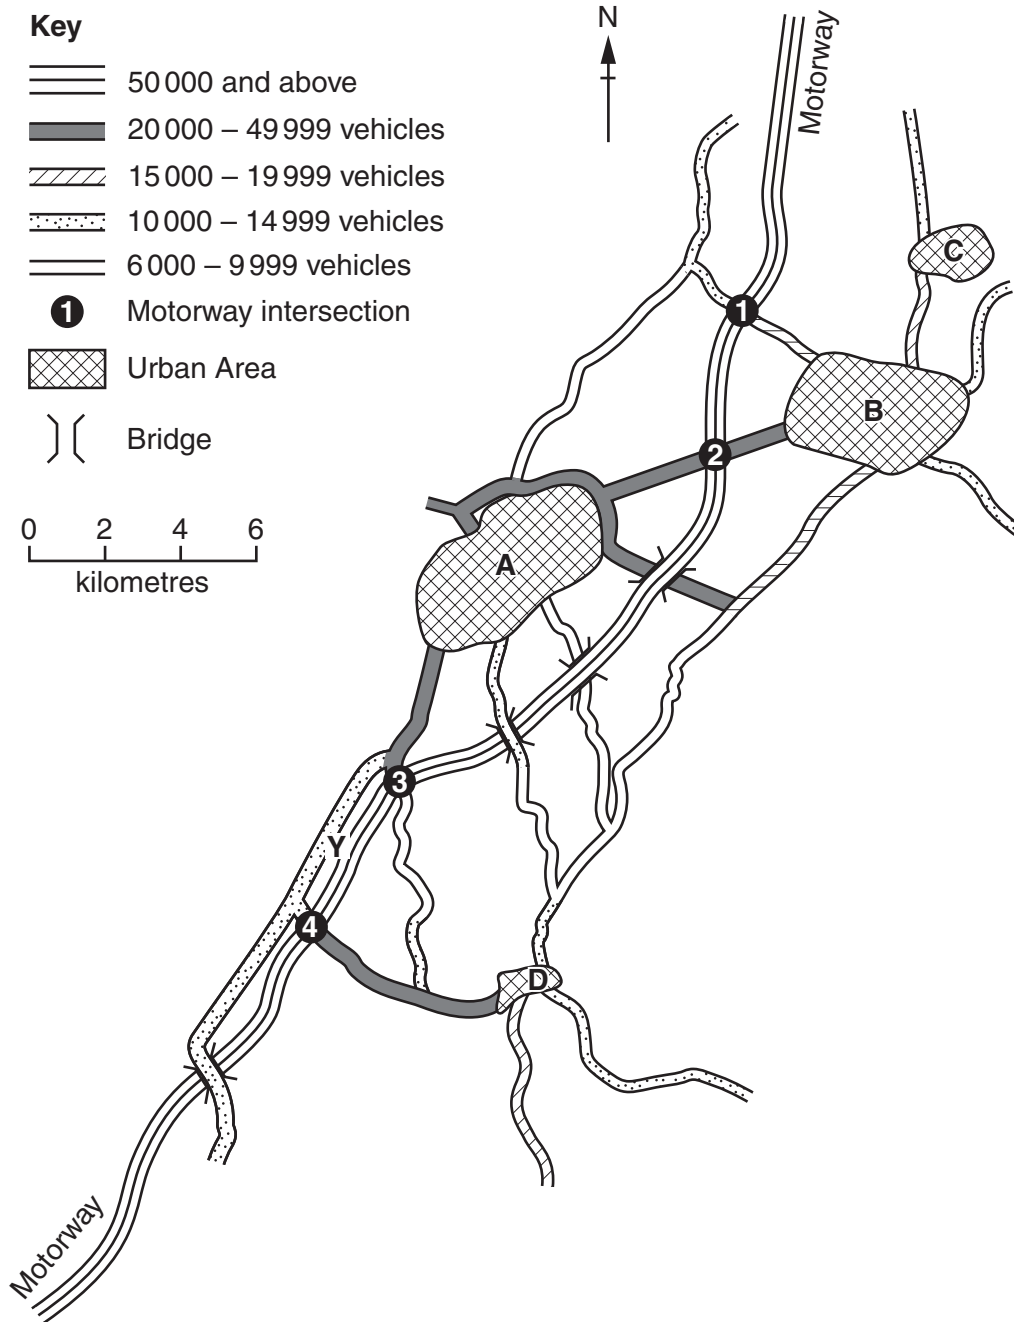 Key
50 000 and above
20 000 – 49 999 vehicles
15 000 – 19 999 vehicles
10 000 – 14 999 vehicles
6 000 – 9 999 vehicles
1 Motorway intersection
Urban Area
Bridge
0 2 4 6
kilometres
N
Motorway
C
1
B
2
A
3
Y
4
D
Motorway